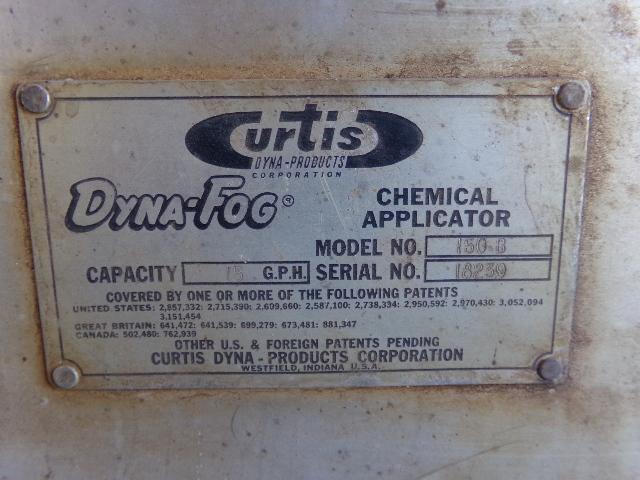 Curtis
DYNA-PRODUCTS
CORPORATION
DYNA-FOG®
CHEMICAL
APPLICATOR
MODEL NO. 150-B
CAPACITY 15 G.P.H. SERIAL NO. 18239
COVERED BY ONE OR MORE OF THE FOLLOWING PATENTS
UNITED STATES: 2,857,332: 2,715,390: 2,609,660: 2,587,100: 2,738,334: 2,950,592: 2,970,430: 3,052,094
3,151,454
GREAT BRITAIN: 641,472: 641,539: 699,279: 673,481: 881,347
CANADA: 502,480: 762,939
OTHER U.S. & FOREIGN PATENTS PENDING
CURTIS DYNA-PRODUCTS CORPORATION
WESTFIELD, INDIANA U.S.A.